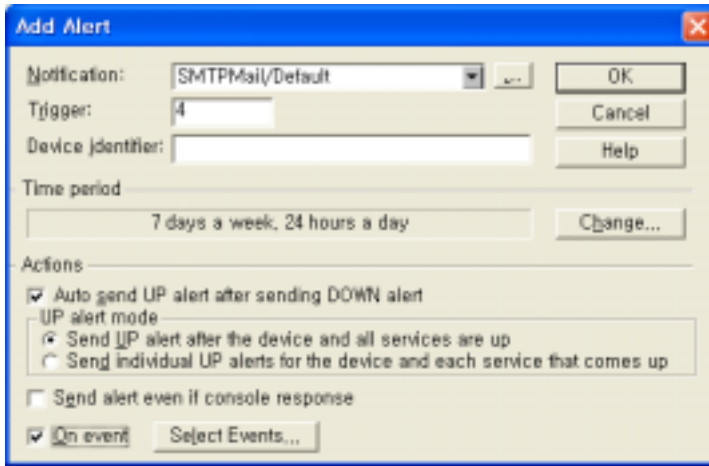 Add Alert
Notification: SMTPMail/Default ... OK
Trigger: 4 Cancel
Device identifier: Help
Time period
7 days a week, 24 hours a day Change...
Actions
Auto send UP alert after sending DOWN alert
UP alert mode
Send UP alert after the device and all services are up
Send individual UP alerts for the device and each service that comes up
Send alert even if console response
On event Select Events...